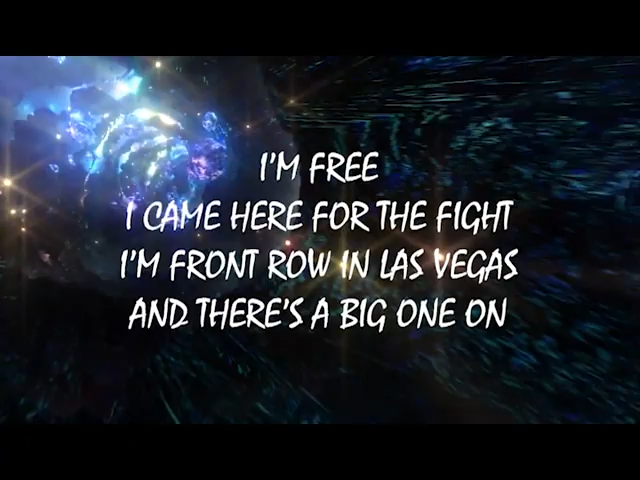 I'M FREE
I CAME HERE FOR THE FIGHT
I'M FRONT ROW IN LAS VEGAS
AND THERE'S A BIG ONE ON